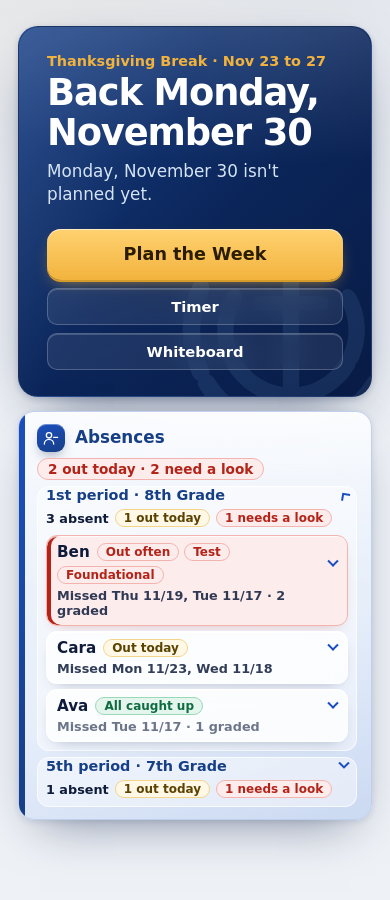 Thanksgiving Break · Nov 23 to 27
Back Monday,
November 30
Monday, November 30 isn't
planned yet.
Plan the Week
Timer
Whiteboard
Absences
2 out today · 2 need a look
1st period · 8th Grade
3 absent 1 out today 1 needs a look
Ben Out often Test
Foundational
Missed Thu 11/19, Tue 11/17 · 2
graded
Cara Out today
Missed Mon 11/23, Wed 11/18
Ava All caught up
Missed Tue 11/17 · 1 graded
5th period · 7th Grade
1 absent 1 out today 1 needs a look